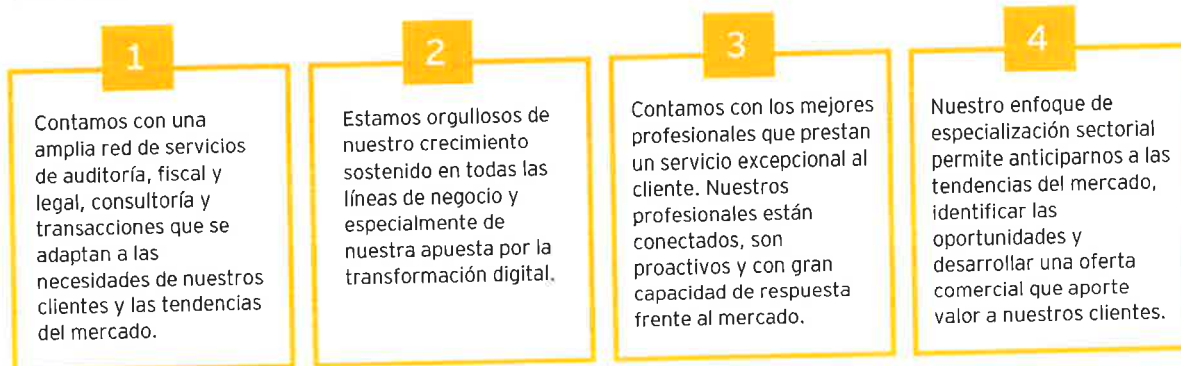 1
Contamos con una
amplia red de servicios
de auditoría, fiscal y
legal, consultoría y
transacciones que se
adaptan a las
necesidades de nuestros
clientes y las tendencias
del mercado.
2
Estamos orgullosos de
nuestro crecimiento
sostenido en todas las
líneas de negocio y
especialmente de
nuestra apuesta por la
transformación digital.
3
Contamos con los mejores
profesionales que prestan
un servicio excepcional al
cliente. Nuestros
profesionales están
conectados, son
proactivos y con gran
capacidad de respuesta
frente al mercado.
4
Nuestro enfoque de
especialización sectorial
permite anticiparnos a las
tendencias del mercado,
identificar las
oportunidades y
desarrollar una oferta
comercial que aporte
valor a nuestros clientes.